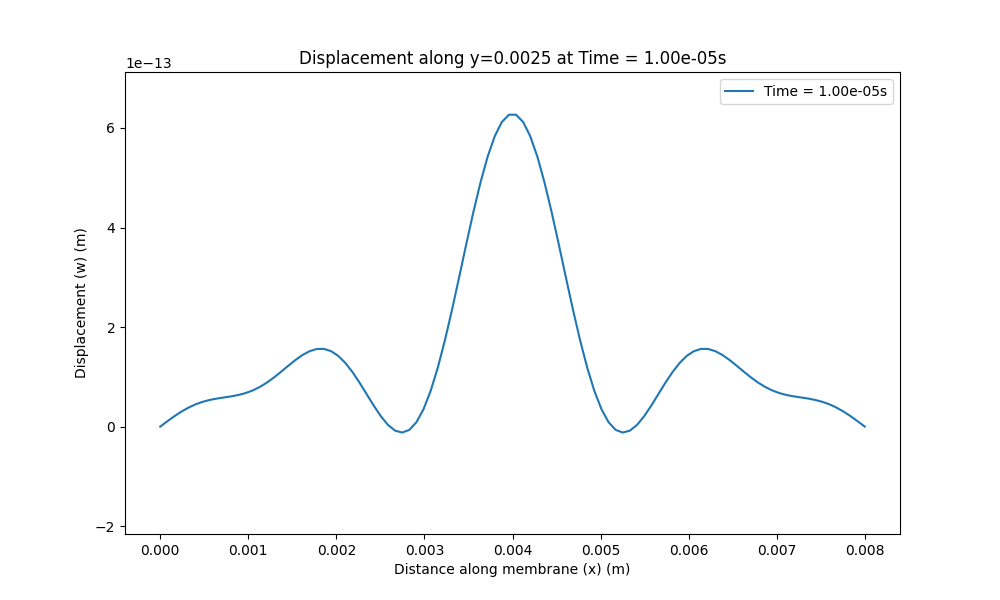 Displacement along y=0.0025 at Time = 1.00e-05s
1e−13
Time = 1.00e-05s
6
4
2
0
−2
Displacement (w) (m)
0.000 0.001 0.002 0.003 0.004 0.005 0.006 0.007 0.008
Distance along membrane (x) (m)